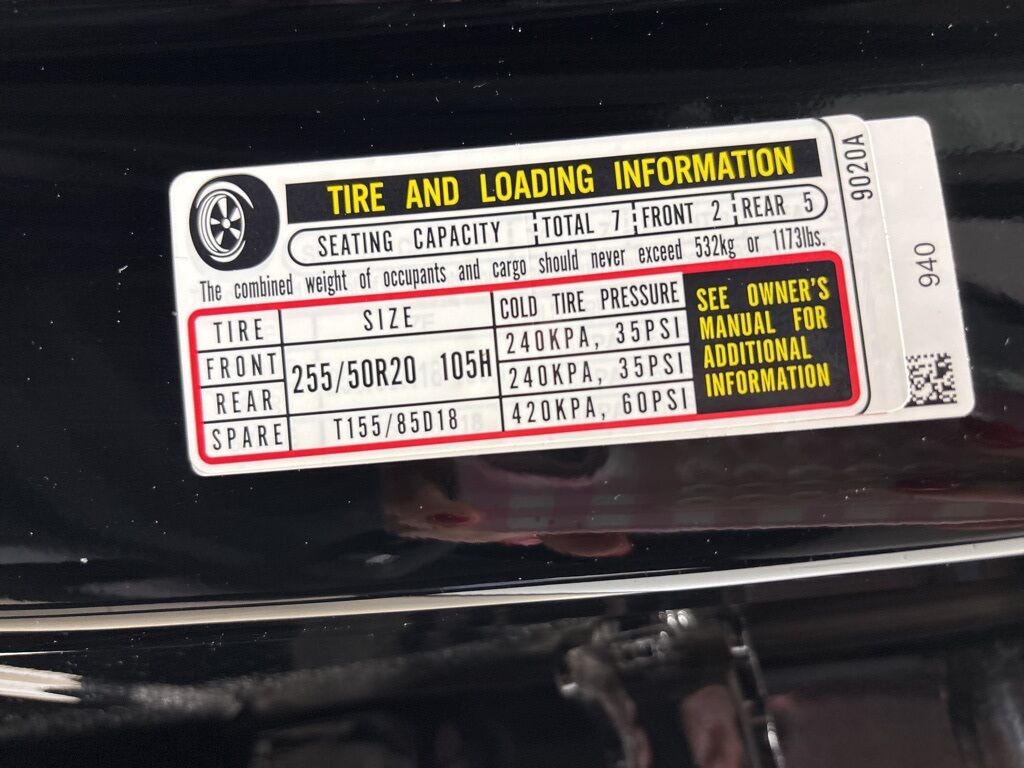 TIRE AND LOADING INFORMATION
SEATING CAPACITY TOTAL 7 FRONT 2 REAR 5
The combined weight of occupants and cargo should never exceed 532kg or 1173lbs.
TIRE SIZE COLD TIRE PRESSURE
FRONT 255/50R20 105H 240KPA, 35PSI
REAR 240KPA, 35PSI
SPARE T155/85D18 420KPA, 60PSI
SEE OWNER'S
MANUAL FOR
ADDITIONAL
INFORMATION
9020A
940